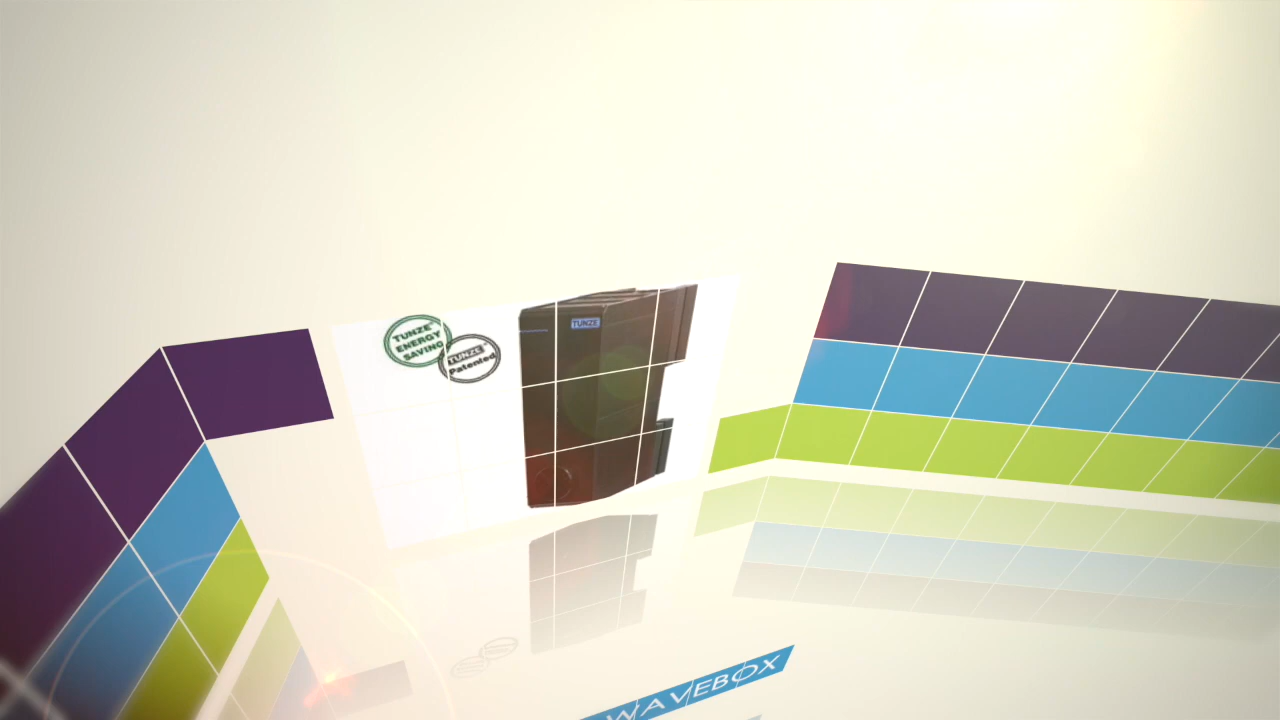 TUNZE
ENERGY
SAVING
TUNZE
Patented
TUNZE
WAVEBOX